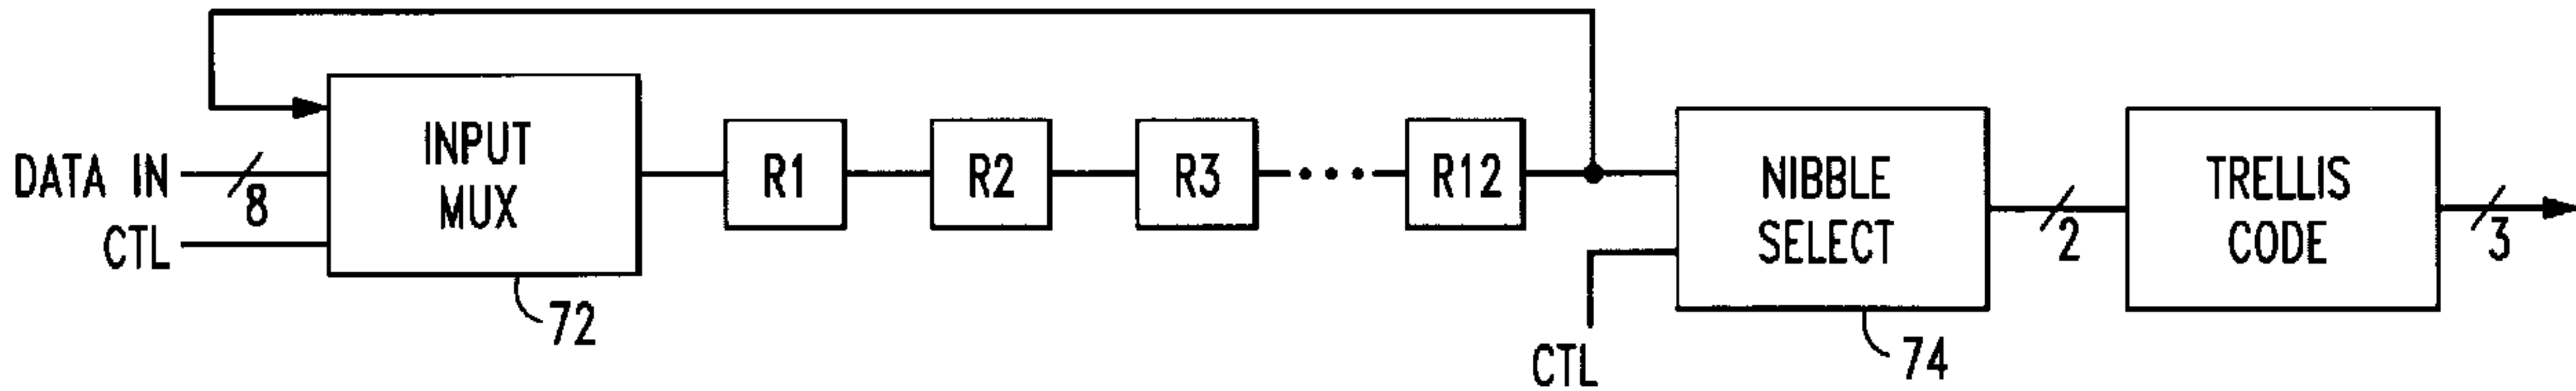 DATA IN
8
CTL
INPUT
MUX
72
R1
R2
R3
R12
CTL
NIBBLE
SELECT
74
2
TRELLIS
CODE
3